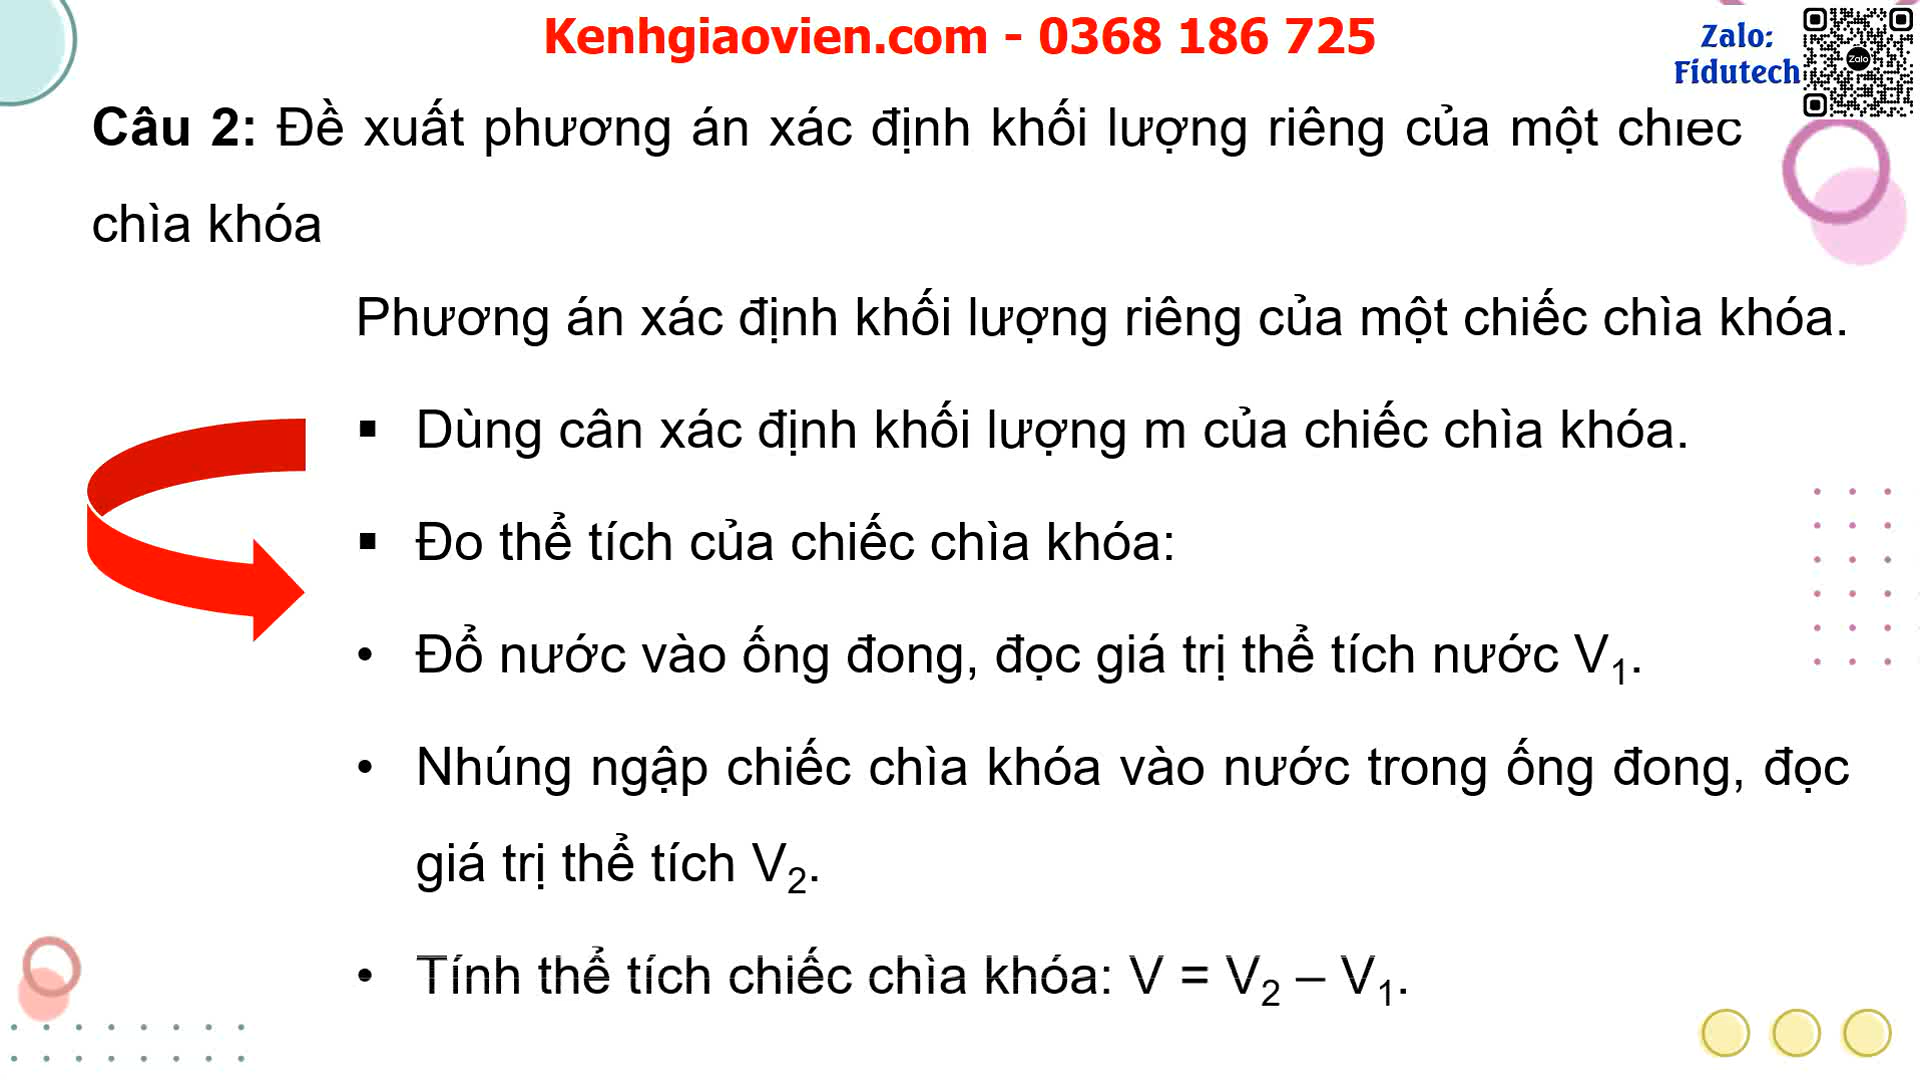 Kenhgiaovien.com - 0368 186 725
Zalo:
Fidutech
Zalo
Câu 2: Đề xuất phương án xác định khối lượng riêng của một chiếc
chìa khóa
Phương án xác định khối lượng riêng của một chiếc chìa khóa.
▪ Dùng cân xác định khối lượng m của chiếc chìa khóa.
▪ Đo thể tích của chiếc chìa khóa:
• Đổ nước vào ống đong, đọc giá trị thể tích nước V₁.
• Nhúng ngập chiếc chìa khóa vào nước trong ống đong, đọc
giá trị thể tích V₂.
• Tính thể tích chiếc chìa khóa: V = V₂ – V₁.